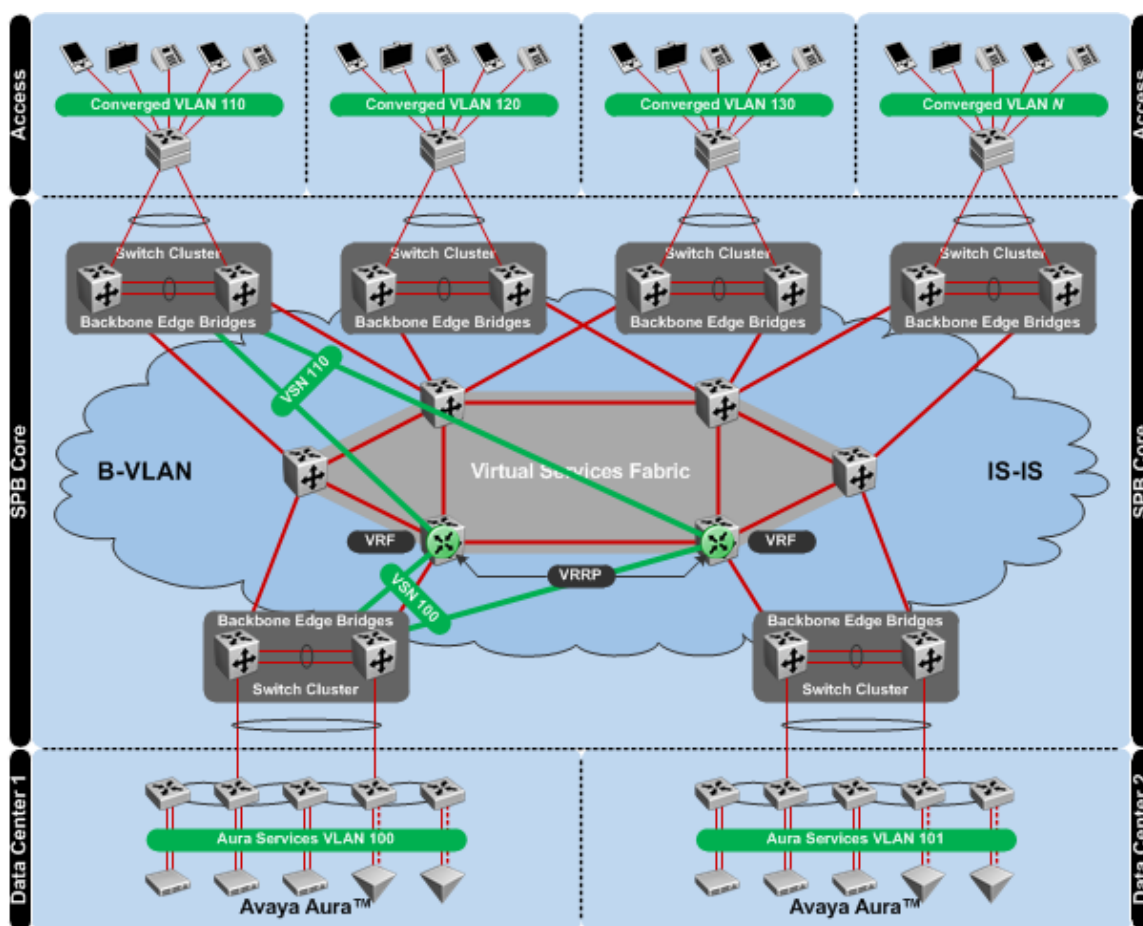 Access
Converged VLAN 110
Converged VLAN 120
Converged VLAN 130
Converged VLAN N
SPB Core
SPB Core
Switch Cluster
Backbone Edge Bridges
Switch Cluster
Backbone Edge Bridges
Switch Cluster
Backbone Edge Bridges
Switch Cluster
Backbone Edge Bridges
VSN 110
B-VLAN
Virtual Services Fabric
IS-IS
VRF
VRF
VRRP
VSN 100
Backbone Edge Bridges
Switch Cluster
Backbone Edge Bridges
Switch Cluster
Data Center 1
Aura Services VLAN 100
Avaya Aura™
Aura Services VLAN 101
Avaya Aura™
Data Center 2
Access